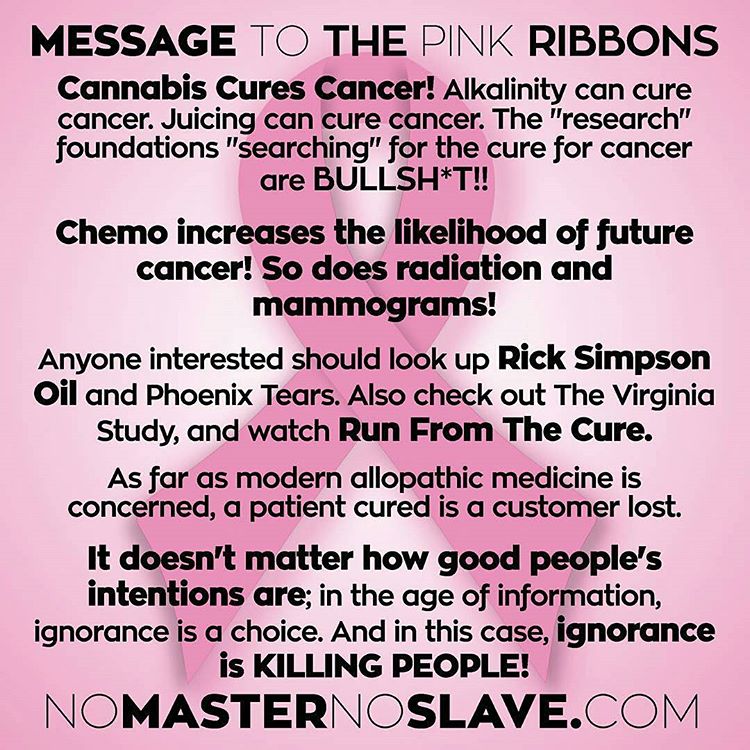 MESSAGE TO THE PINK RIBBONS
Cannabis Cures Cancer! Alkalinity can cure
cancer. Juicing can cure cancer. The "research"
foundations "searching" for the cure for cancer
are BULLSH*T!!
Chemo increases the likelihood of future
cancer! So does radiation and
mammograms!
Anyone interested should look up Rick Simpson
Oil and Phoenix Tears. Also check out The Virginia
Study, and watch Run From The Cure.
As far as modern allopathic medicine is
concerned, a patient cured is a customer lost.
It doesn't matter how good people's
intentions are; in the age of information,
ignorance is a choice. And in this case, ignorance
is KILLING PEOPLE!
NOMASTERNOSLAVE.COM